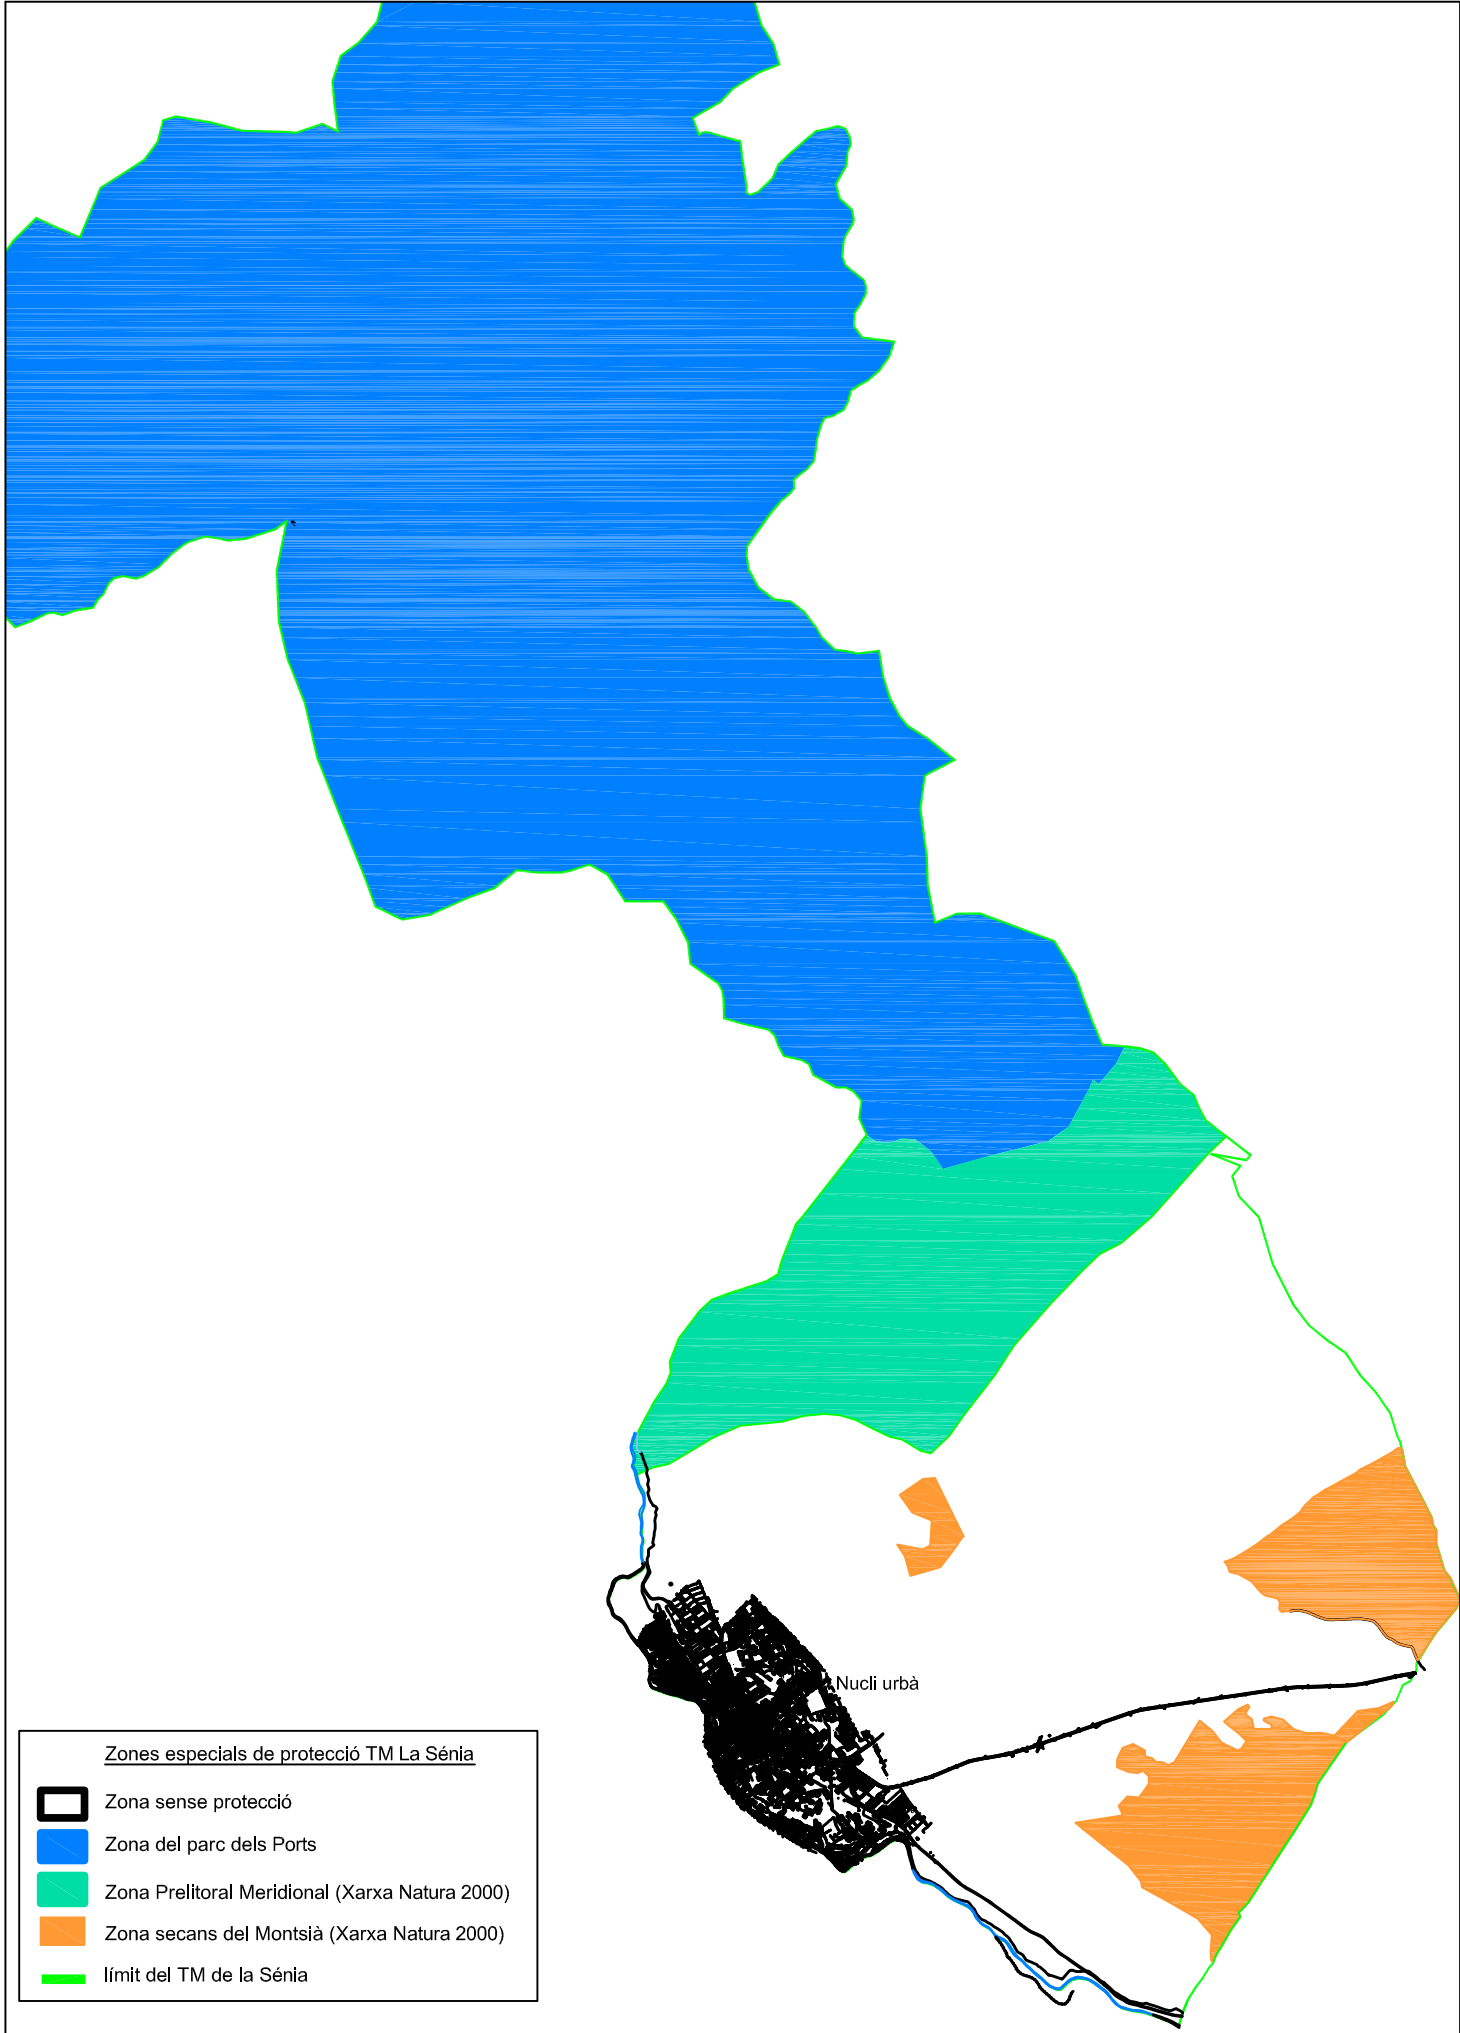 Nucli urbà
Zones especials de protecció TM La Sénia
Zona sense protecció
Zona del parc dels Ports
Zona Prelitoral Meridional (Xarxa Natura 2000)
Zona secans del Montsià (Xarxa Natura 2000)
límit del TM de la Sénia